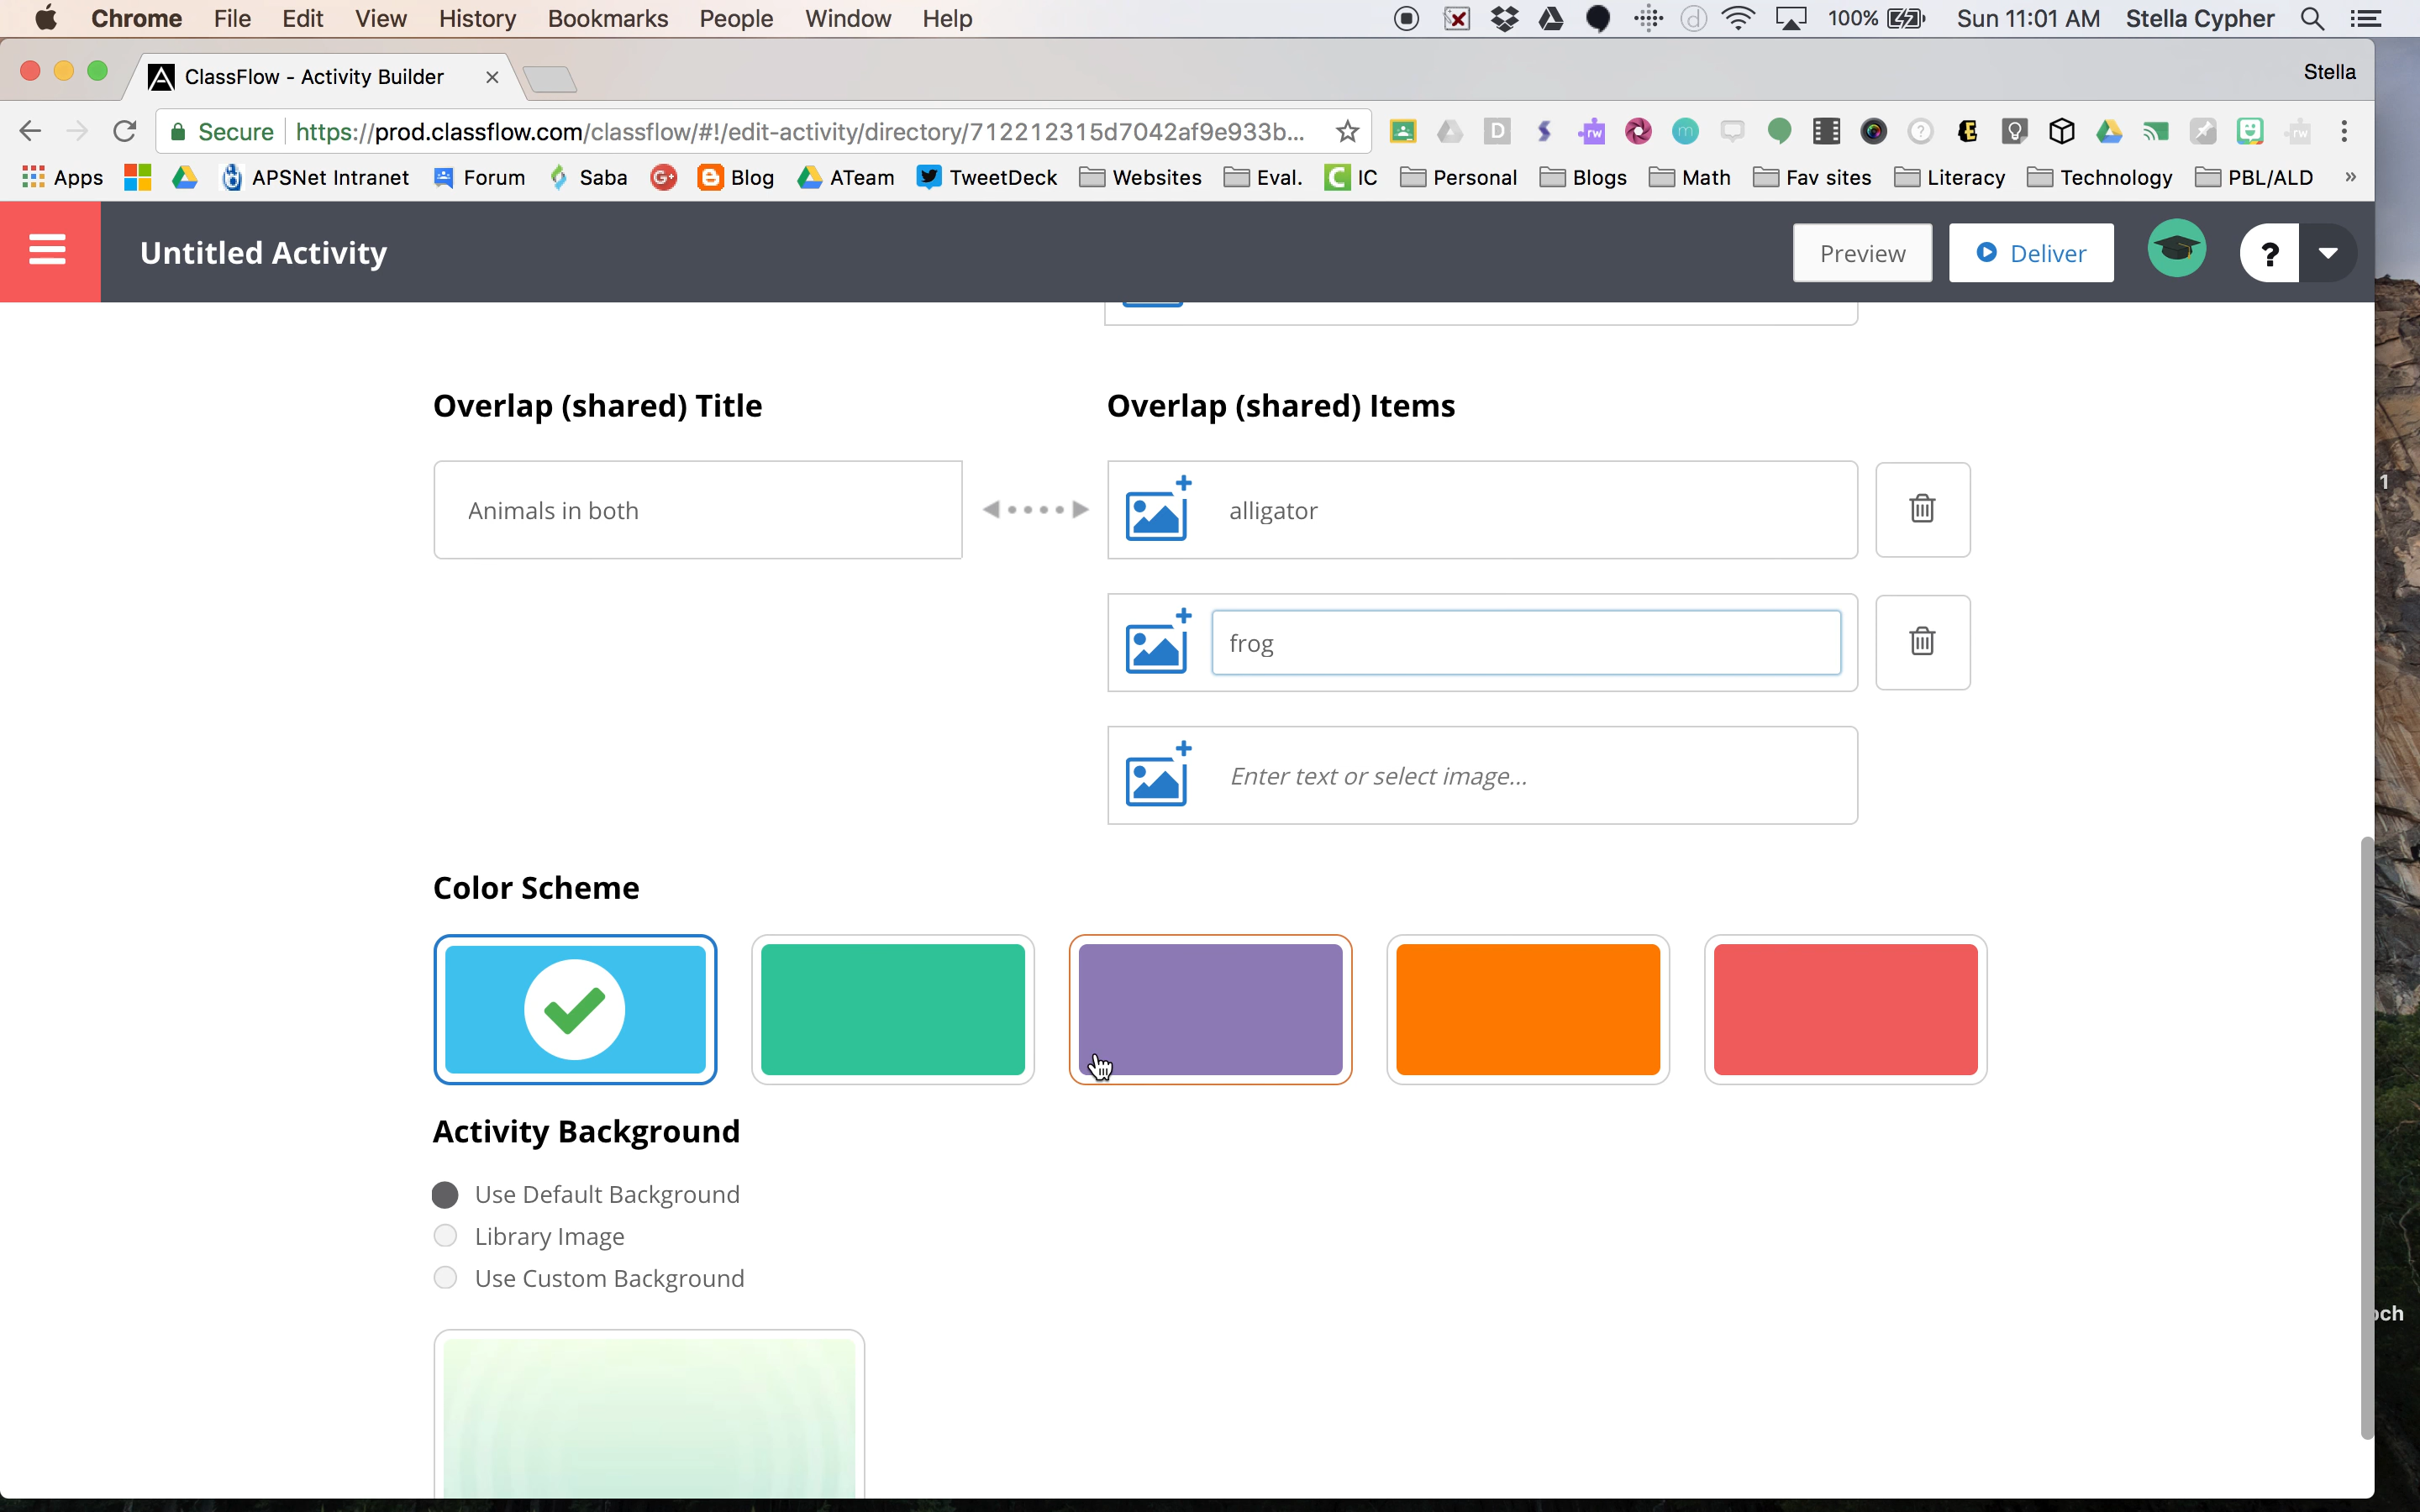 Chrome File Edit View History Bookmarks People Window Help 100% Sun 11:01 AM Stella Cypher
ClassFlow - Activity Builder Stella
Secure https://prod.classflow.com/classflow/#!/edit-activity/directory/712212315d7042af9e933b...
Apps APSNet Intranet Forum Saba Blog ATeam TweetDeck Websites Eval. IC Personal Blogs Math Fav sites Literacy Technology PBL/ALD »
Untitled Activity Preview Deliver ?
Overlap (shared) Title Overlap (shared) Items
Animals in both alligator
frog
Enter text or select image...
Color Scheme
Activity Background
Use Default Background
Library Image
Use Custom Background